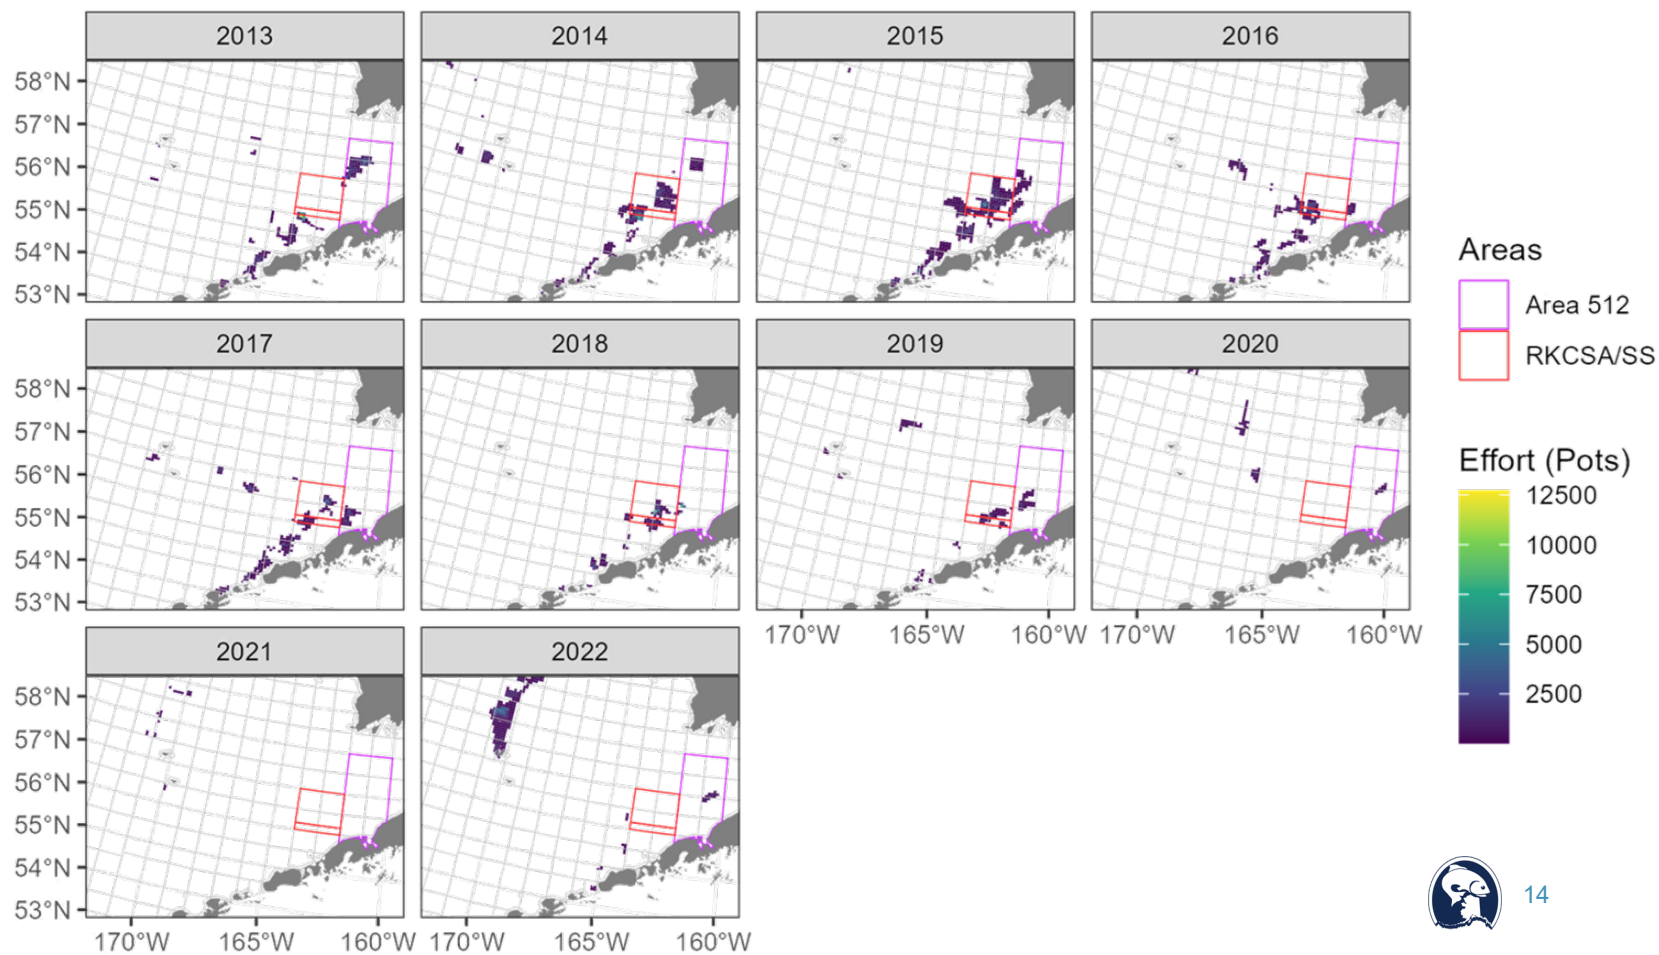 2013 2014 2015 2016
58°N
57°N
56°N
55°N
54°N
53°N
2017 2018 2019 2020
58°N
57°N
56°N
55°N
54°N
53°N
170°W 165°W 160°W 170°W 165°W 160°W
2021 2022
58°N
57°N
56°N
55°N
54°N
53°N
170°W 165°W 160°W 170°W 165°W 160°W
Areas
Area 512
RKCSA/SS
Effort (Pots)
12500
10000
7500
5000
2500
14